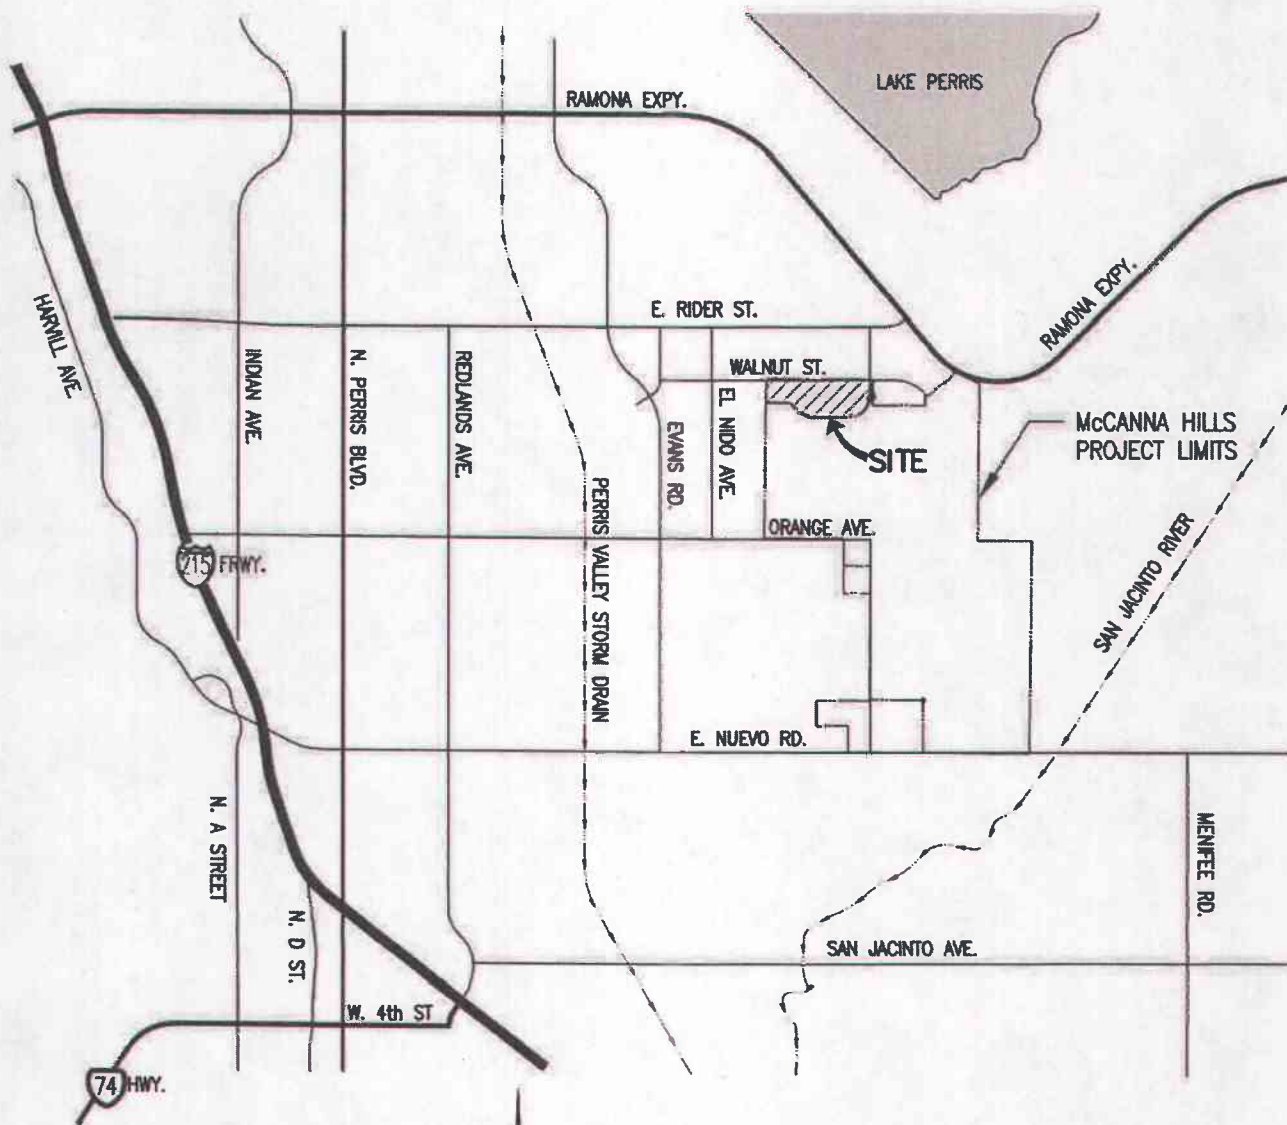 LAKE PERRIS
RAMONA EXPY.
RAMONA EXPY.
HARVILL AVE.
E. RIDER ST.
INDIAN AVE.
N. PERRIS BLVD.
REDLANDS AVE.
WALNUT ST.
EL NIDO AVE.
EVANS RD.
McCANNA HILLS
PROJECT LIMITS
SITE
PERRIS VALLEY STORM DRAIN
ORANGE AVE.
215 FRWY.
SAN JACINTO RIVER
E. NUEVO RD.
N. A STREET
N. D ST.
MENIFEE RD.
SAN JACINTO AVE.
W. 4th ST
74 HWY.